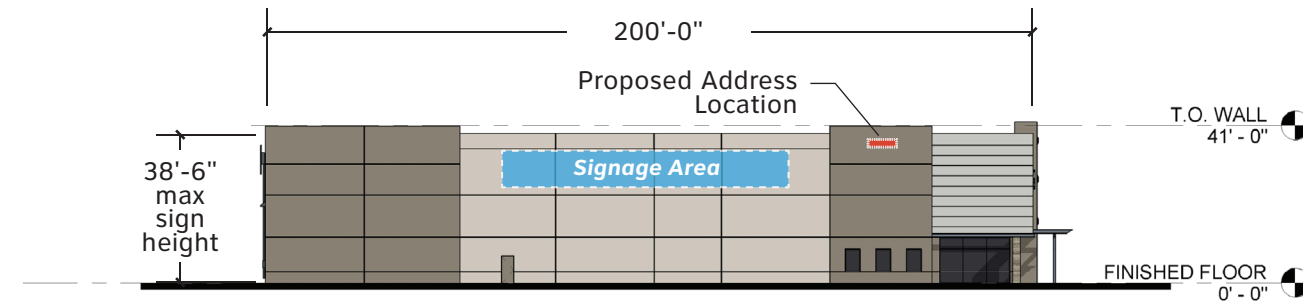 200'-0"
Proposed Address
Location
T.O. WALL
41' - 0"
Signage Area
38'-6"
max
sign
height
FINISHED FLOOR
0' - 0"